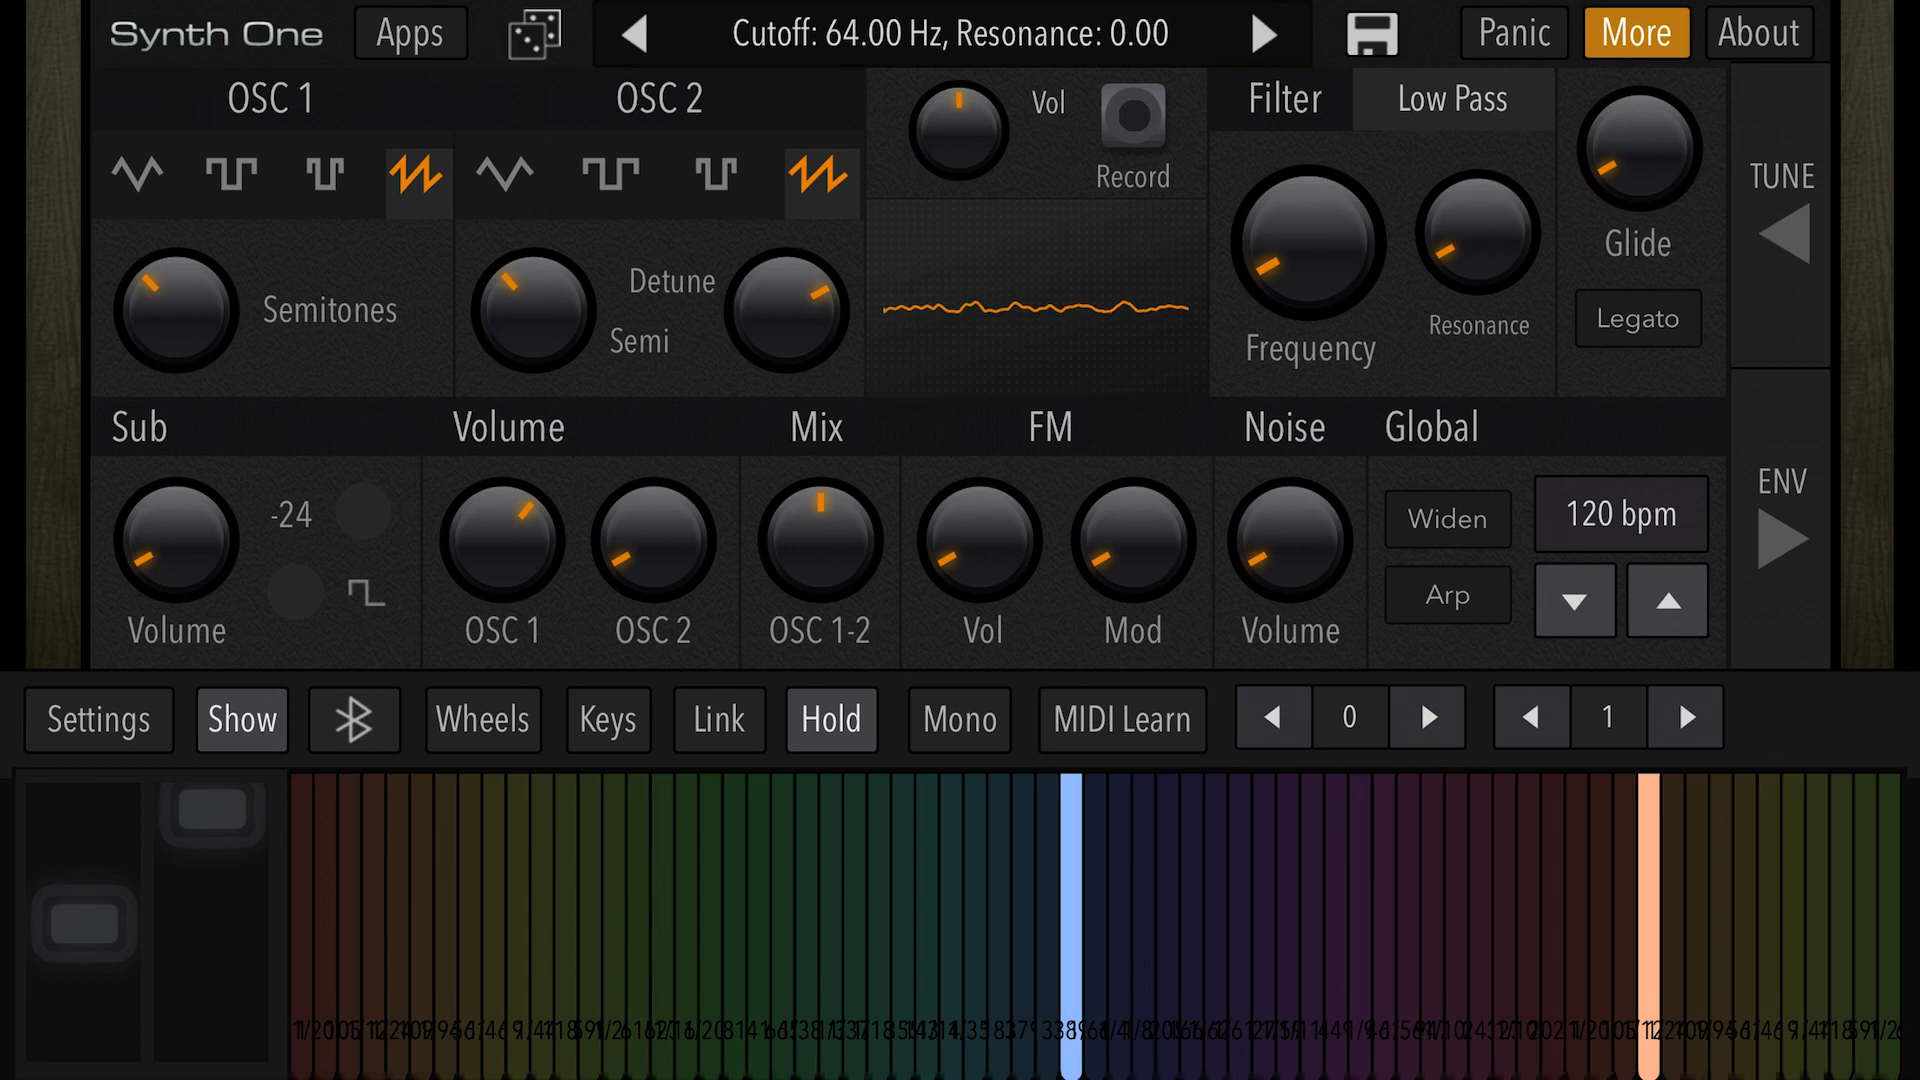 Synth One
Apps
Cutoff: 64.00 Hz, Resonance: 0.00
Panic
More
About
OSC 1
OSC 2
Vol
Record
Filter
Low Pass
TUNE
Glide
Semitones
Detune
Semi
Frequency
Resonance
Legato
Sub
Volume
Mix
FM
Noise
Global
ENV
-24
Widen
120 bpm
Arp
Volume
OSC 1
OSC 2
OSC 1-2
Vol
Mod
Volume
Settings
Show
Wheels
Keys
Link
Hold
Mono
MIDI Learn
0
1